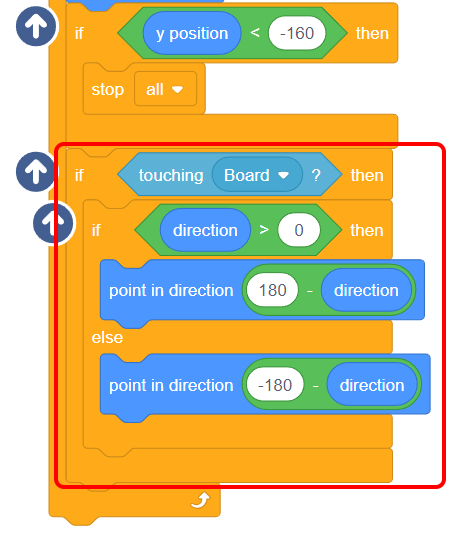 if y position < -160 then
stop all
if touching Board ? then
if direction > 0 then
point in direction 180 - direction
else
point in direction -180 - direction